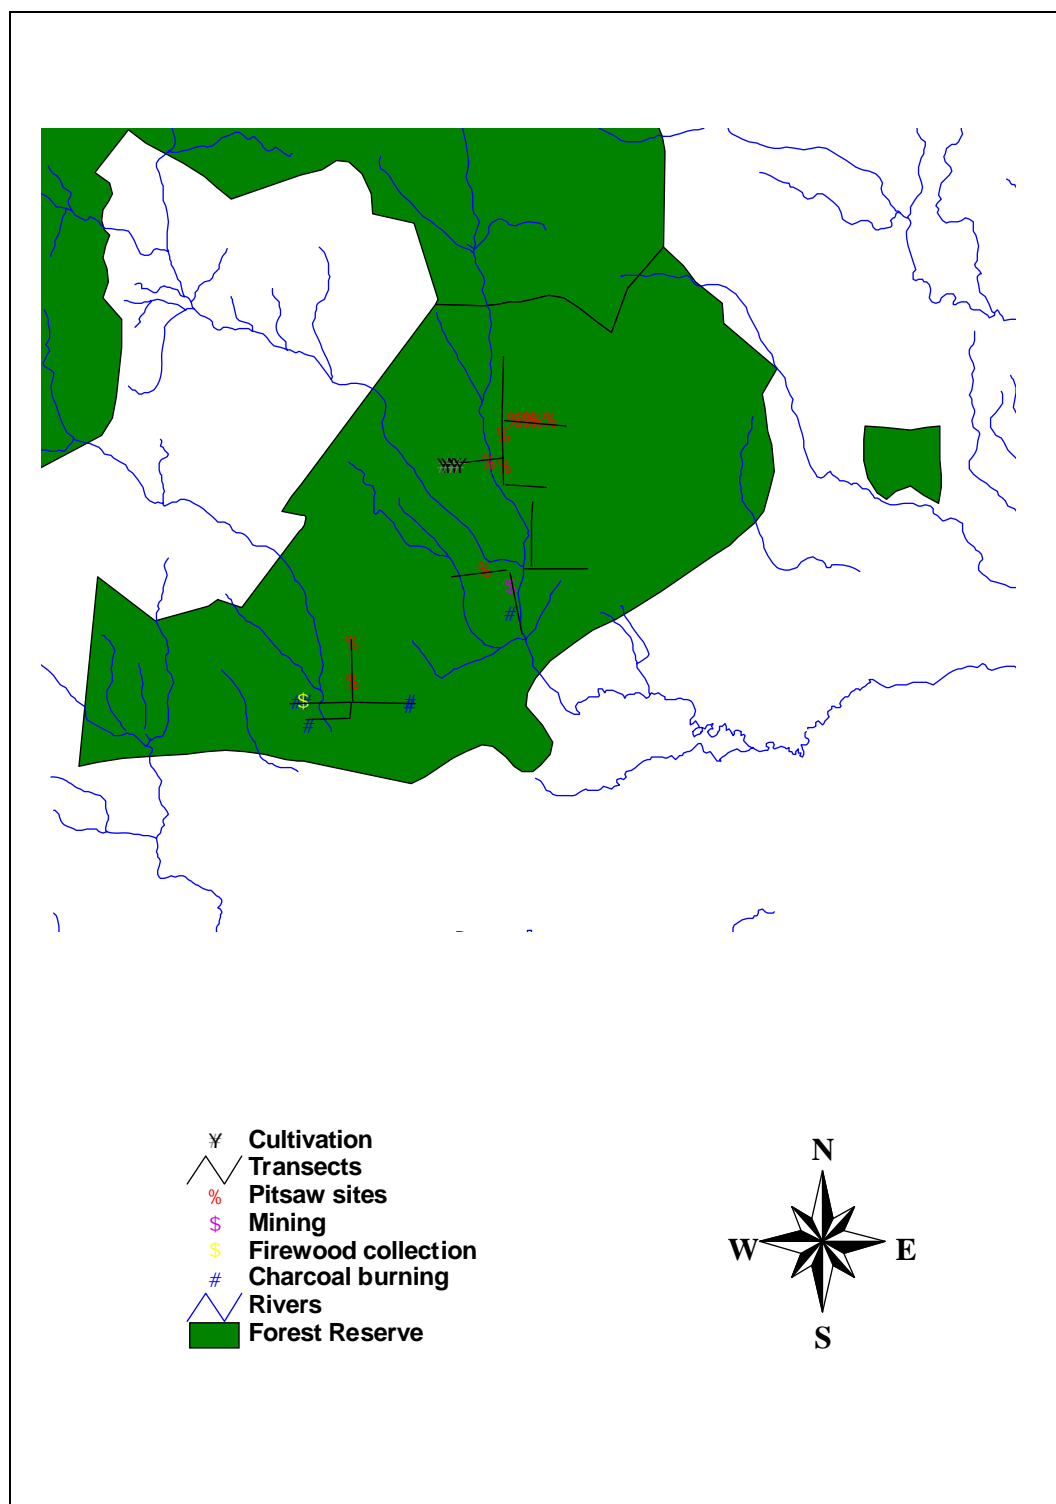 ¥ Cultivation
Transects
% Pitsaw sites
$ Mining
$ Firewood collection
# Charcoal burning
Rivers
Forest Reserve
N
W E
S